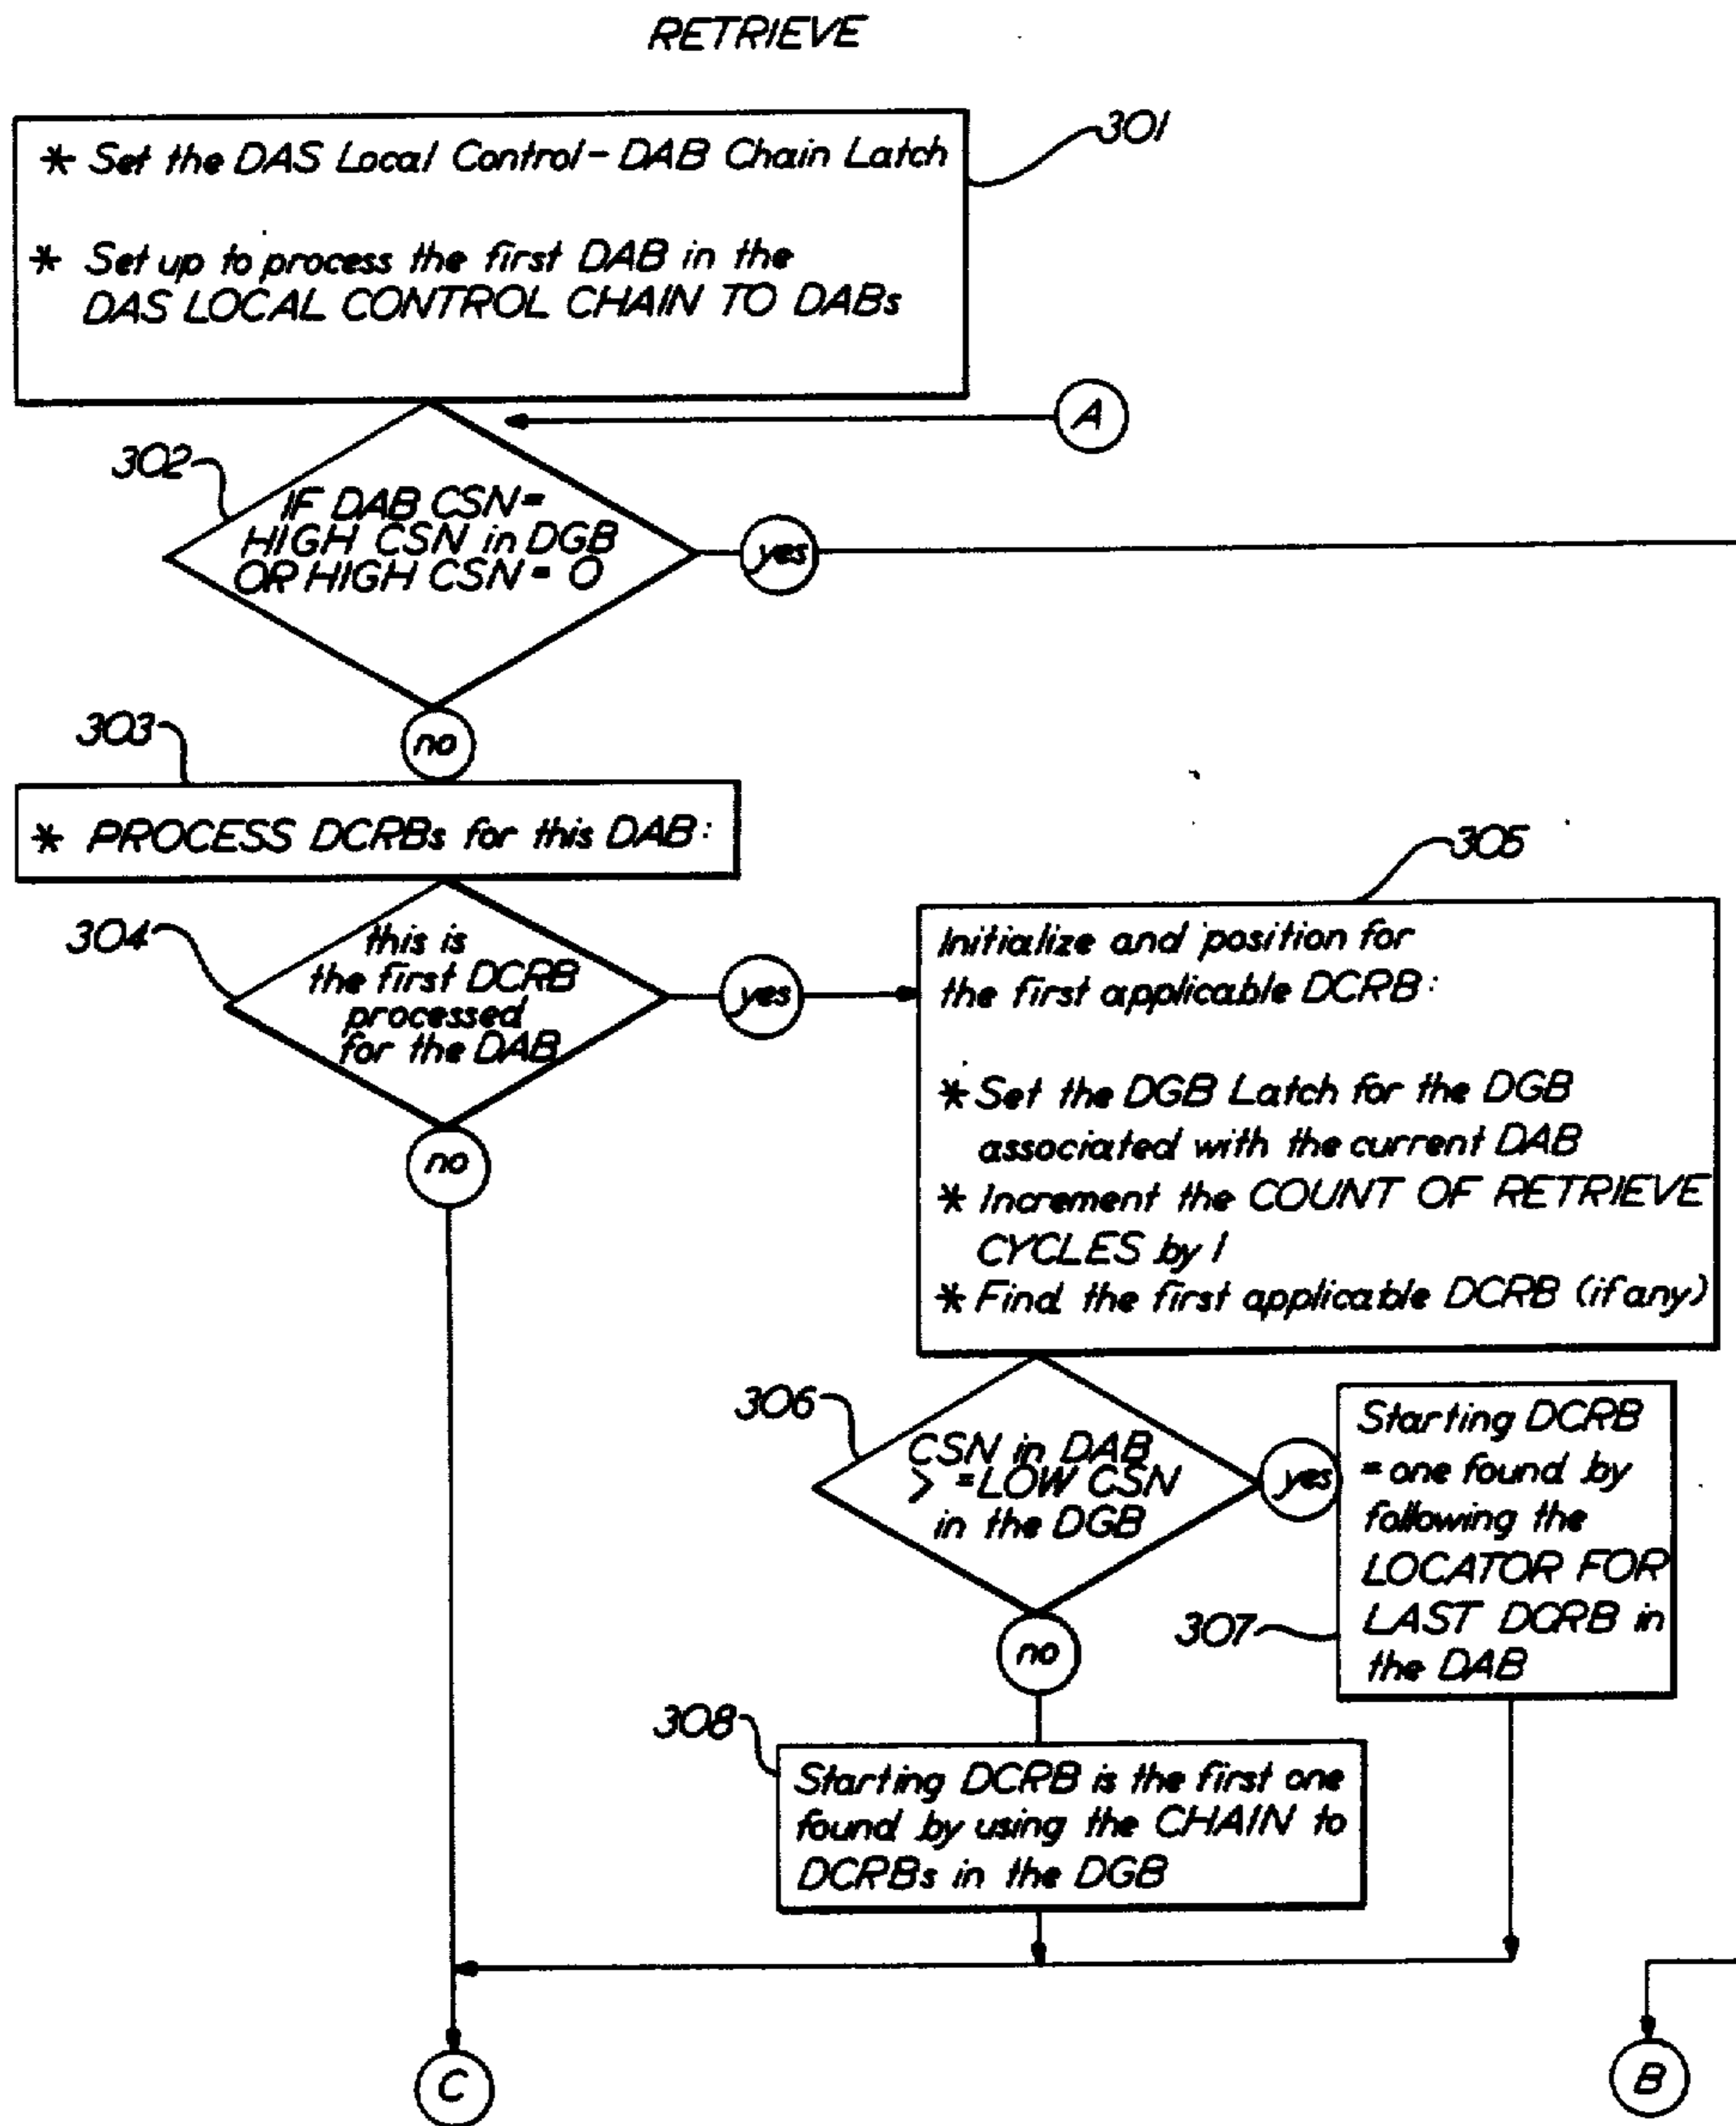 RETRIEVE
301
* Set the DAS Local Control-DAB Chain Latch
* Set up to process the first DAB in the
DAS LOCAL CONTROL CHAIN TO DABs
A
302
IF DAB CSN=
HIGH CSN in DGB
OR HIGH CSN = 0
yes
no
303
* PROCESS DCRBs for this DAB:
304
this is
the first DCRB
processed
for the DAB
yes
no
305
Initialize and position for
the first applicable DCRB:
* Set the DGB Latch for the DGB
associated with the current DAB
* Increment the COUNT OF RETRIEVE
CYCLES by 1
* Find the first applicable DCRB (if any)
306
CSN in DAB
> =LOW CSN
in the DGB
yes
no
307
Starting DCRB
= one found by
following the
LOCATOR FOR
LAST DCRB in
the DAB
308
Starting DCRB is the first one
found by using the CHAIN to
DCRBs in the DGB
C
B